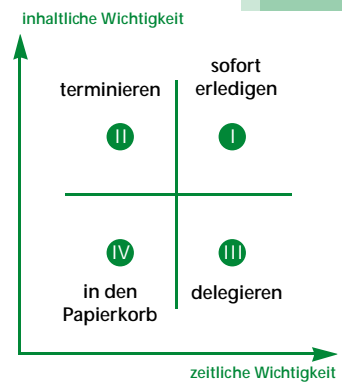 inhaltliche Wichtigkeit
terminieren
sofort
erledigen
II
I
IV
III
in den
Papierkorb
delegieren
zeitliche Wichtigkeit